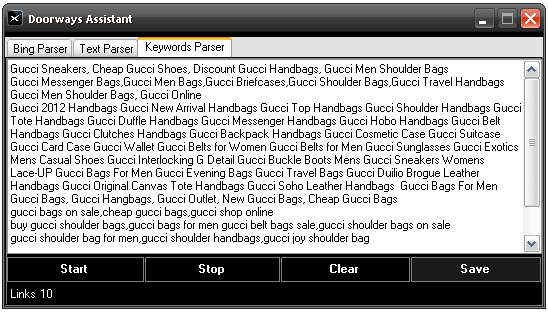 Doorways Assistant
Bing Parser Text Parser Keywords Parser
Gucci Sneakers, Cheap Gucci Shoes, Discount Gucci Handbags, Gucci Men Shoulder Bags
Gucci Messenger Bags,Gucci Men Bags,Gucci Briefcases,Gucci Shoulder Bags,Gucci Travel Handbags
Gucci Men Shoulder Bags, Gucci Online
Gucci 2012 Handbags Gucci New Arrival Handbags Gucci Top Handbags Gucci Shoulder Handbags Gucci
Tote Handbags Gucci Duffle Handbags Gucci Messenger Handbags Gucci Hobo Handbags Gucci Belt
Handbags Gucci Clutches Handbags Gucci Backpack Handbags Gucci Cosmetic Case Gucci Suitcase
Gucci Card Case Gucci Wallet Gucci Belts for Women Gucci Belts for Men Gucci Sunglasses Gucci Exotics
Mens Casual Shoes Gucci Interlocking G Detail Gucci Buckle Boots Mens Gucci Sneakers Womens
Lace-UP Gucci Bags For Men Gucci Evening Bags Gucci Travel Bags Gucci Duilio Brogue Leather
Handbags Gucci Original Canvas Tote Handbags Gucci Soho Leather Handbags  Gucci Bags For Men
Gucci Bags, Gucci Hangbags, Gucci Outlet, New Gucci Bags, Cheap Gucci Bags
gucci bags on sale,cheap gucci bags,gucci shop online
buy gucci shoulder bags,gucci bags for men gucci belt bags sale,gucci shoulder bags on sale
gucci shoulder bag for men,gucci shoulder handbags,gucci joy shoulder bag
Start Stop Clear Save
Links 10